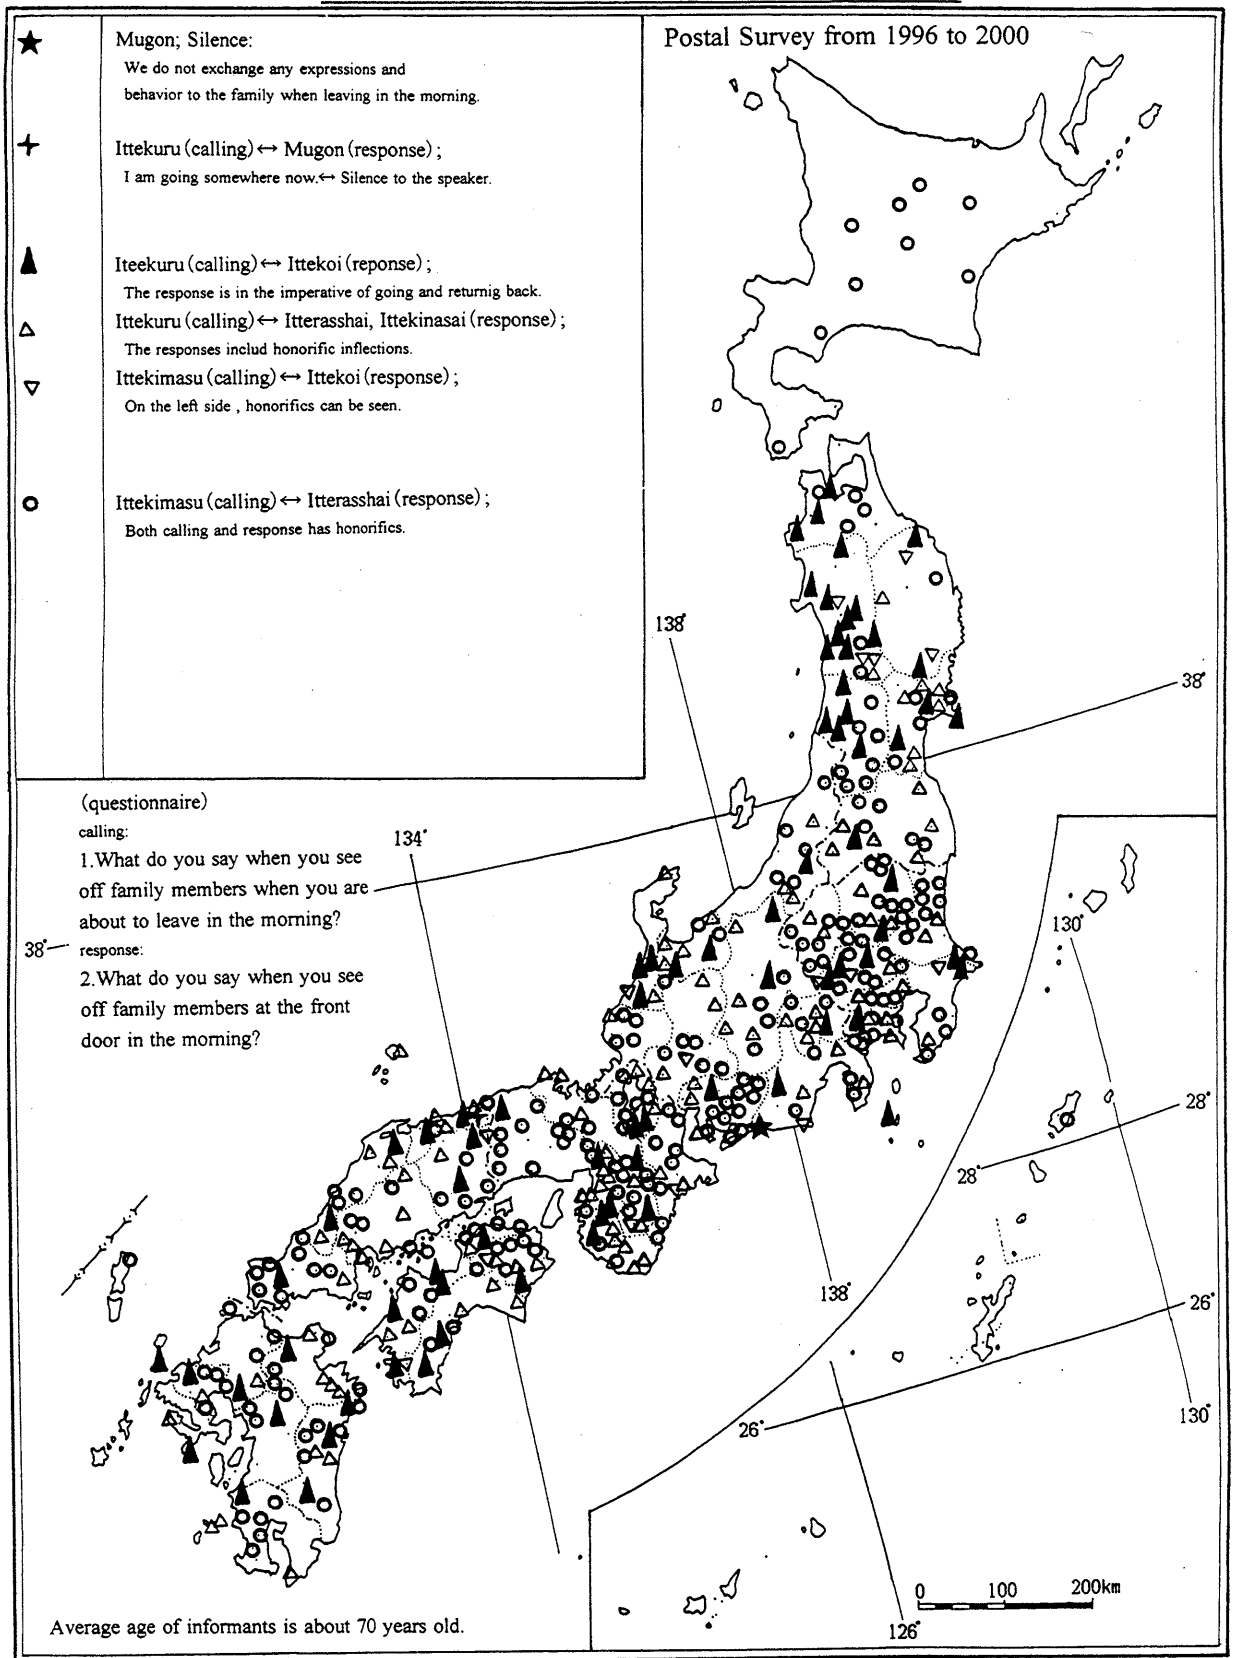 Postal Survey from 1996 to 2000
Mugon; Silence:
We do not exchange any expressions and
behavior to the family when leaving in the morning.
Ittekuru (calling) ↔ Mugon (response) ;
I am going somewhere now.↔ Silence to the speaker.
Iteekuru (calling) ↔ Ittekoi (reponse) ;
The response is in the imperative of going and returnig back.
Ittekuru (calling) ↔ Itterasshai, Ittekinasai (response) ;
The responses includ honorific inflections.
Ittekimasu (calling) ↔ Ittekoi (response) ;
On the left side , honorifics can be seen.
Ittekimasu (calling) ↔ Itterasshai (response) ;
Both calling and response has honorifics.
138°
38°
(questionnaire)
calling:
1.What do you say when you see
off family members when you are
about to leave in the morning?
response:
2.What do you say when you see
off family members at the front
door in the morning?
134°
38°
130°
28°
28°
138°
26°
26°
130°
0 100 200km
126°
Average age of informants is about 70 years old.